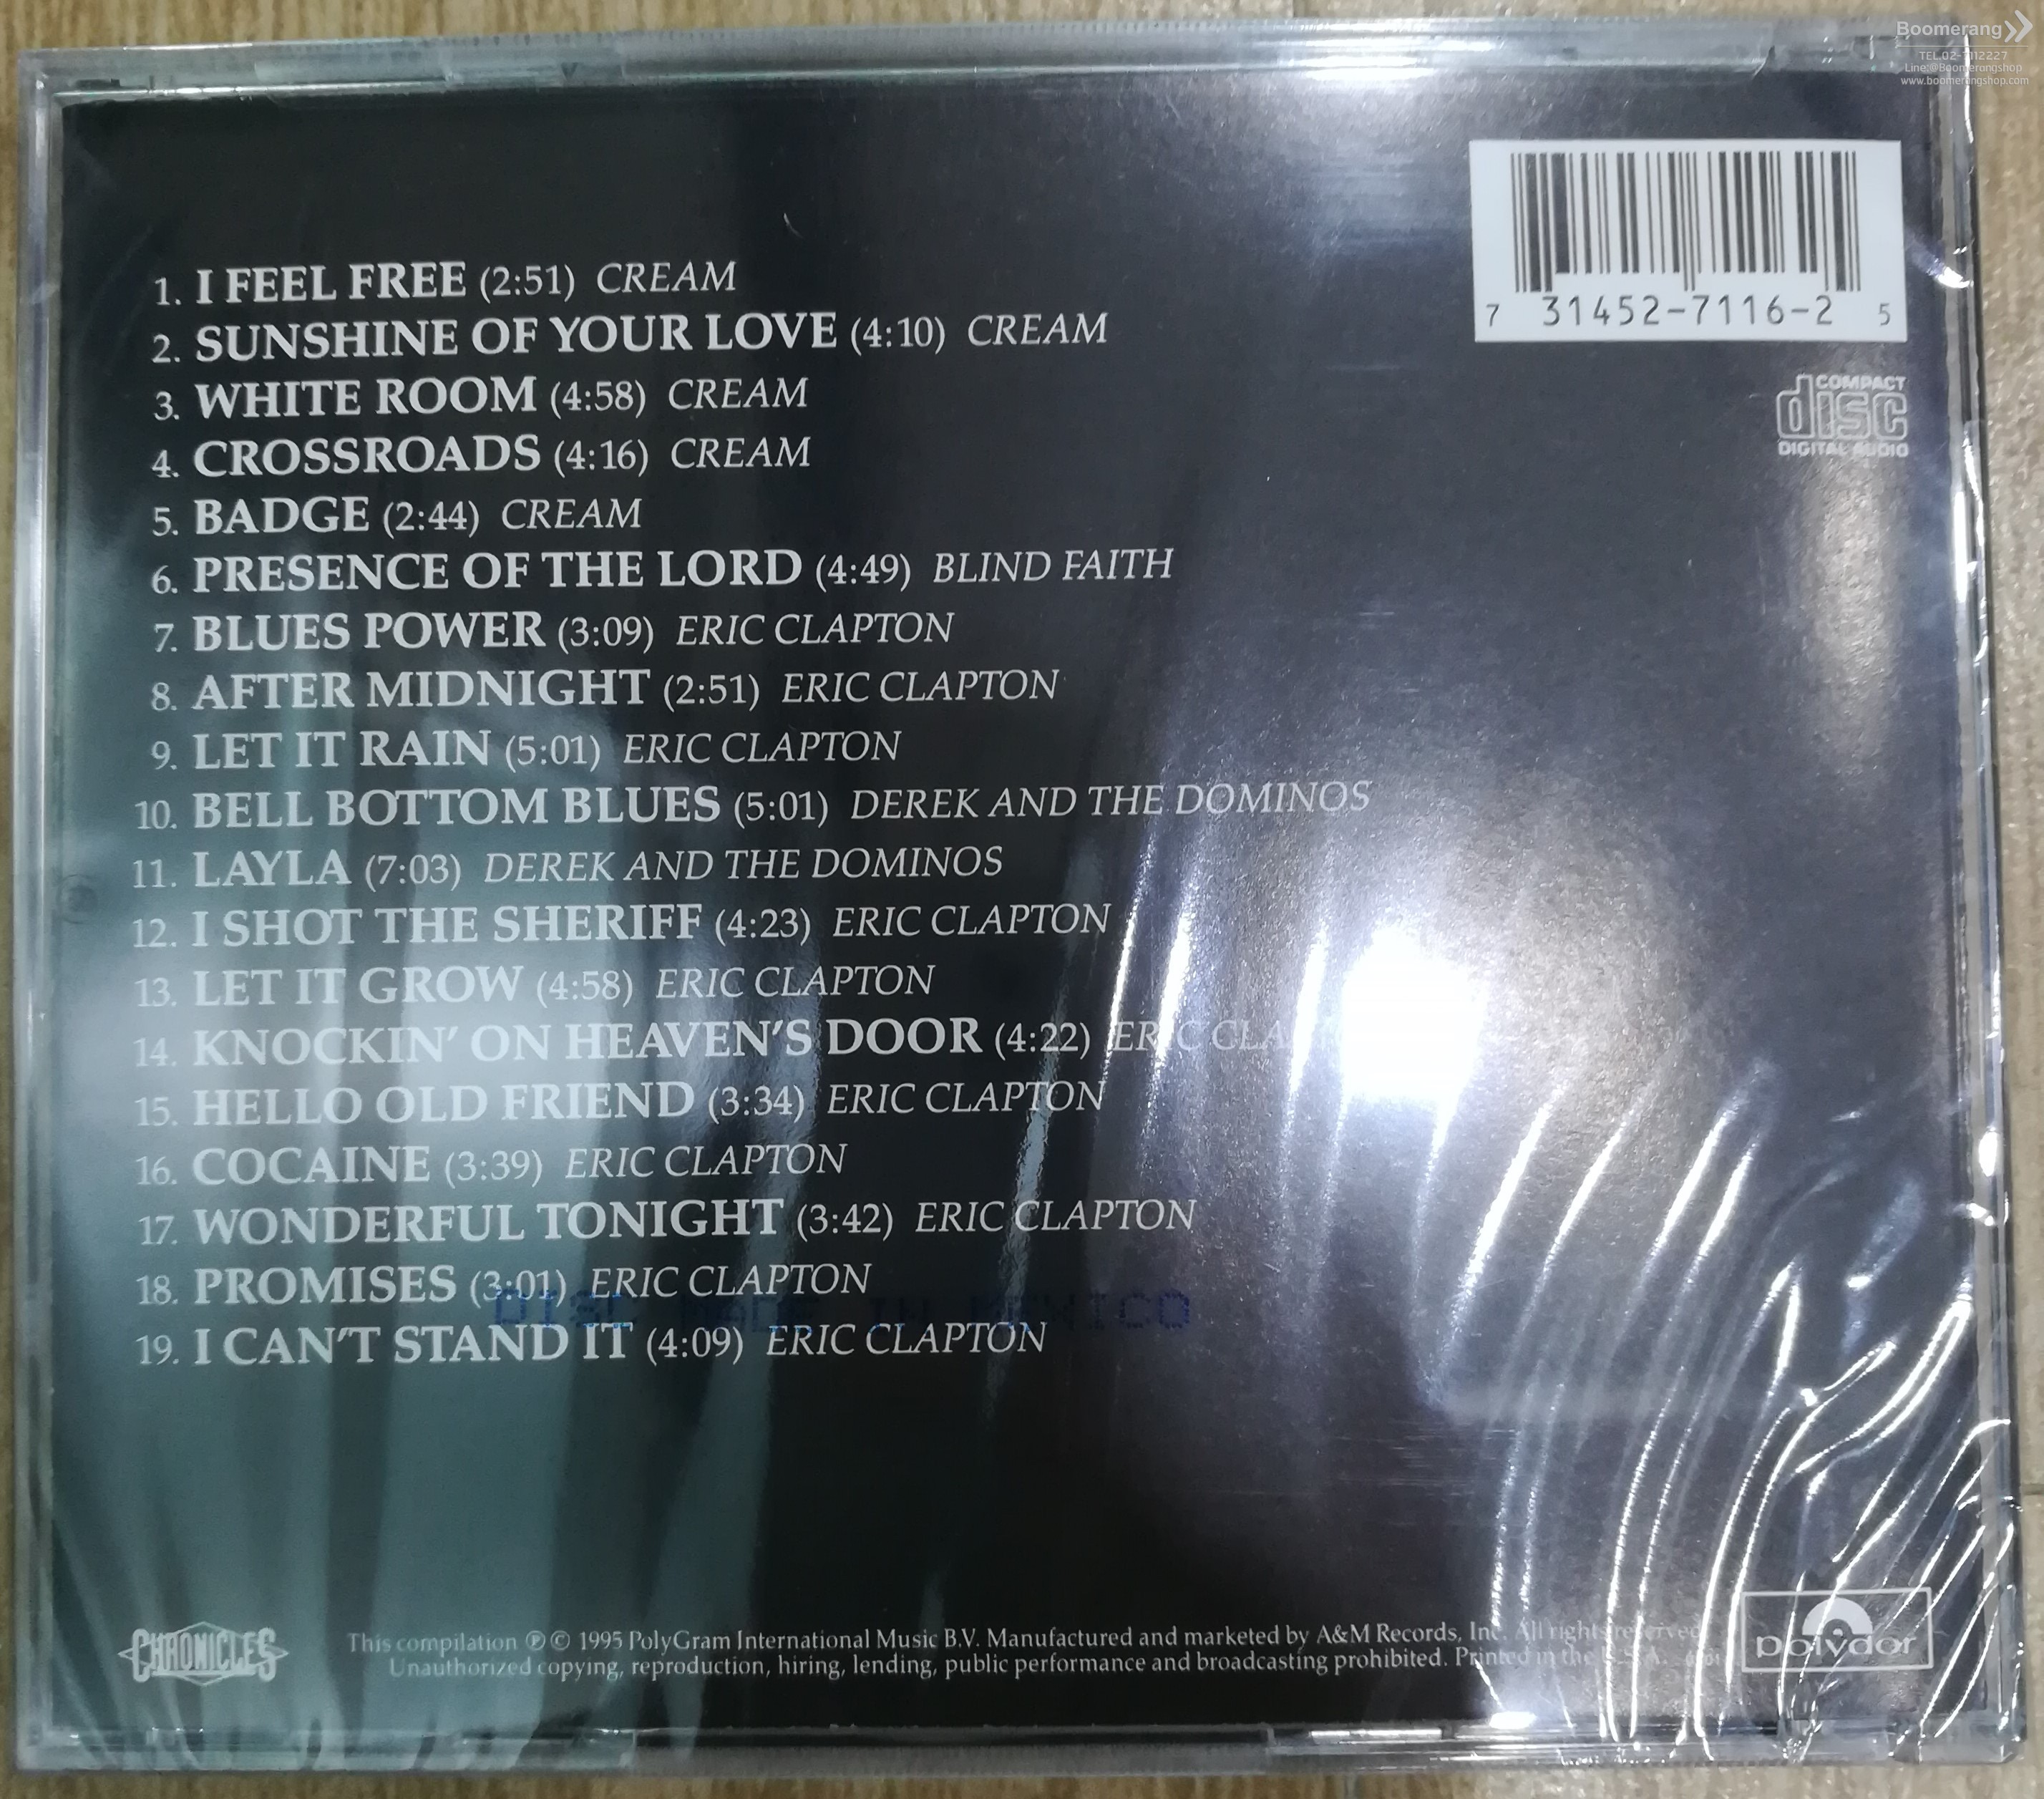 Boomerang
TEL.02-7112227
Line:@Boomerangshop
www.boomerangshop.com
7 31452-7116-2 5
COMPACT
disc
DIGITAL AUDIO
1. I FEEL FREE (2:51) CREAM
2. SUNSHINE OF YOUR LOVE (4:10) CREAM
3. WHITE ROOM (4:58) CREAM
4. CROSSROADS (4:16) CREAM
5. BADGE (2:44) CREAM
6. PRESENCE OF THE LORD (4:49) BLIND FAITH
7. BLUES POWER (3:09) ERIC CLAPTON
8. AFTER MIDNIGHT (2:51) ERIC CLAPTON
9. LET IT RAIN (5:01) ERIC CLAPTON
10. BELL BOTTOM BLUES (5:01) DEREK AND THE DOMINOS
11. LAYLA (7:03) DEREK AND THE DOMINOS
12. I SHOT THE SHERIFF (4:23) ERIC CLAPTON
13. LET IT GROW (4:58) ERIC CLAPTON
14. KNOCKIN' ON HEAVEN'S DOOR (4:22) ERIC
15. HELLO OLD FRIEND (3:34) ERIC CLAPTON
16. COCAINE (3:39) ERIC CLAPTON
17. WONDERFUL TONIGHT (3:42) ERIC CLAPTON
18. PROMISES (3:01) ERIC CLAPTON
DISC MADE IN MEXICO
19. I CAN'T STAND IT (4:09) ERIC CLAPTON
CHRONICLES
This compilation ℗ © 1995 PolyGram International Music B.V. Manufactured and marketed by A&M Records, Inc. All rights reserved
Unauthorized copying, reproduction, hiring, lending, public performance and broadcasting prohibited. Printed in the U.S.A.
polydor